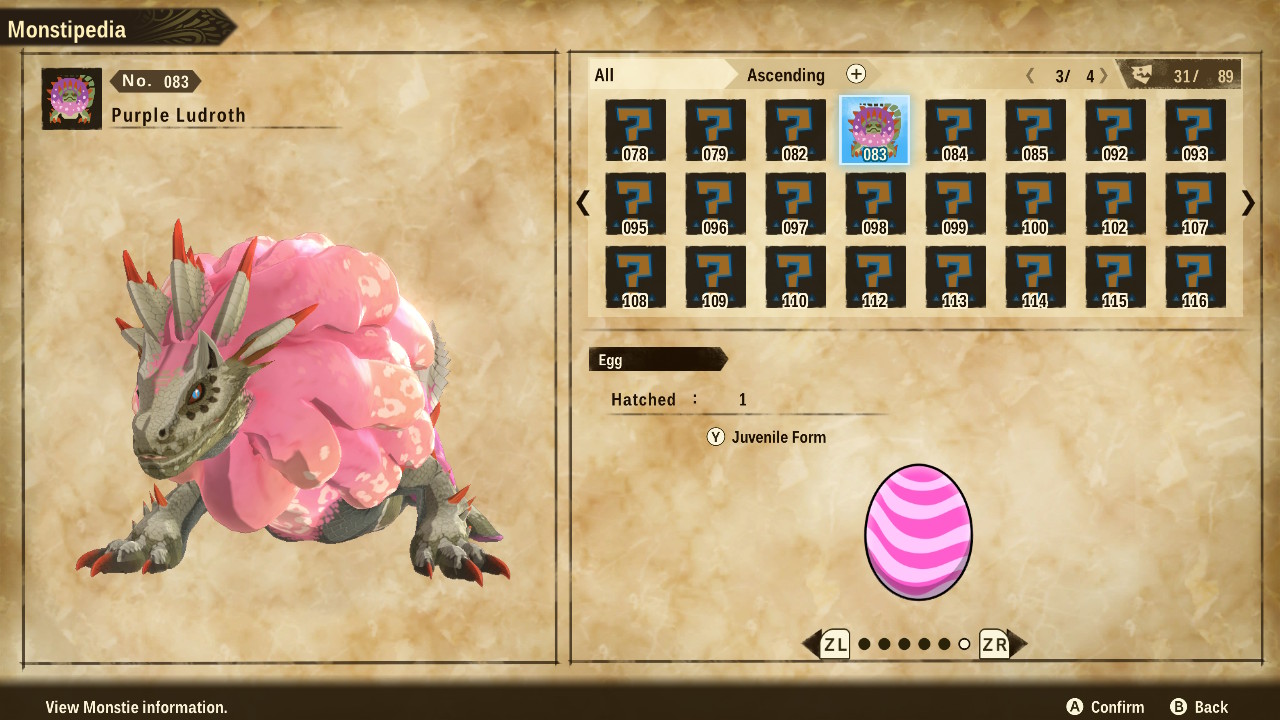 Monstipedia
No. 083
Purple Ludroth
All
Ascending
3/ 4
31/ 89
078 079 082 083 084 085 092 093
095 096 097 098 099 100 102 107
108 109 110 112 113 114 115 116
Egg
Hatched : 1
Y Juvenile Form
ZL ZR
View Monstie information.
A Confirm B Back